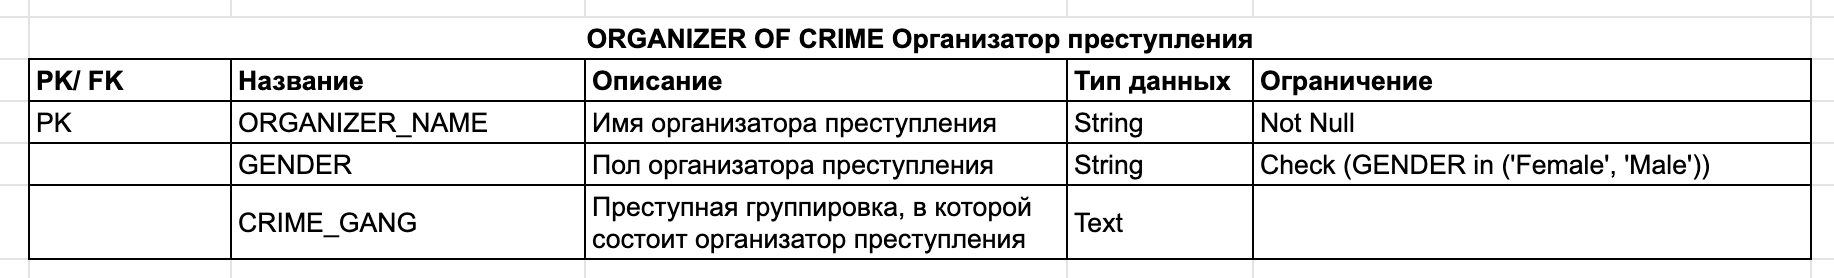 ORGANIZER OF CRIME Организатор преступления
PK/ FK Название Описание Тип данных Ограничение
PK ORGANIZER_NAME Имя организатора преступления String Not Null
GENDER Пол организатора преступления String Check (GENDER in ('Female', 'Male'))
CRIME_GANG Преступная группировка, в которой
состоит организатор преступления Text